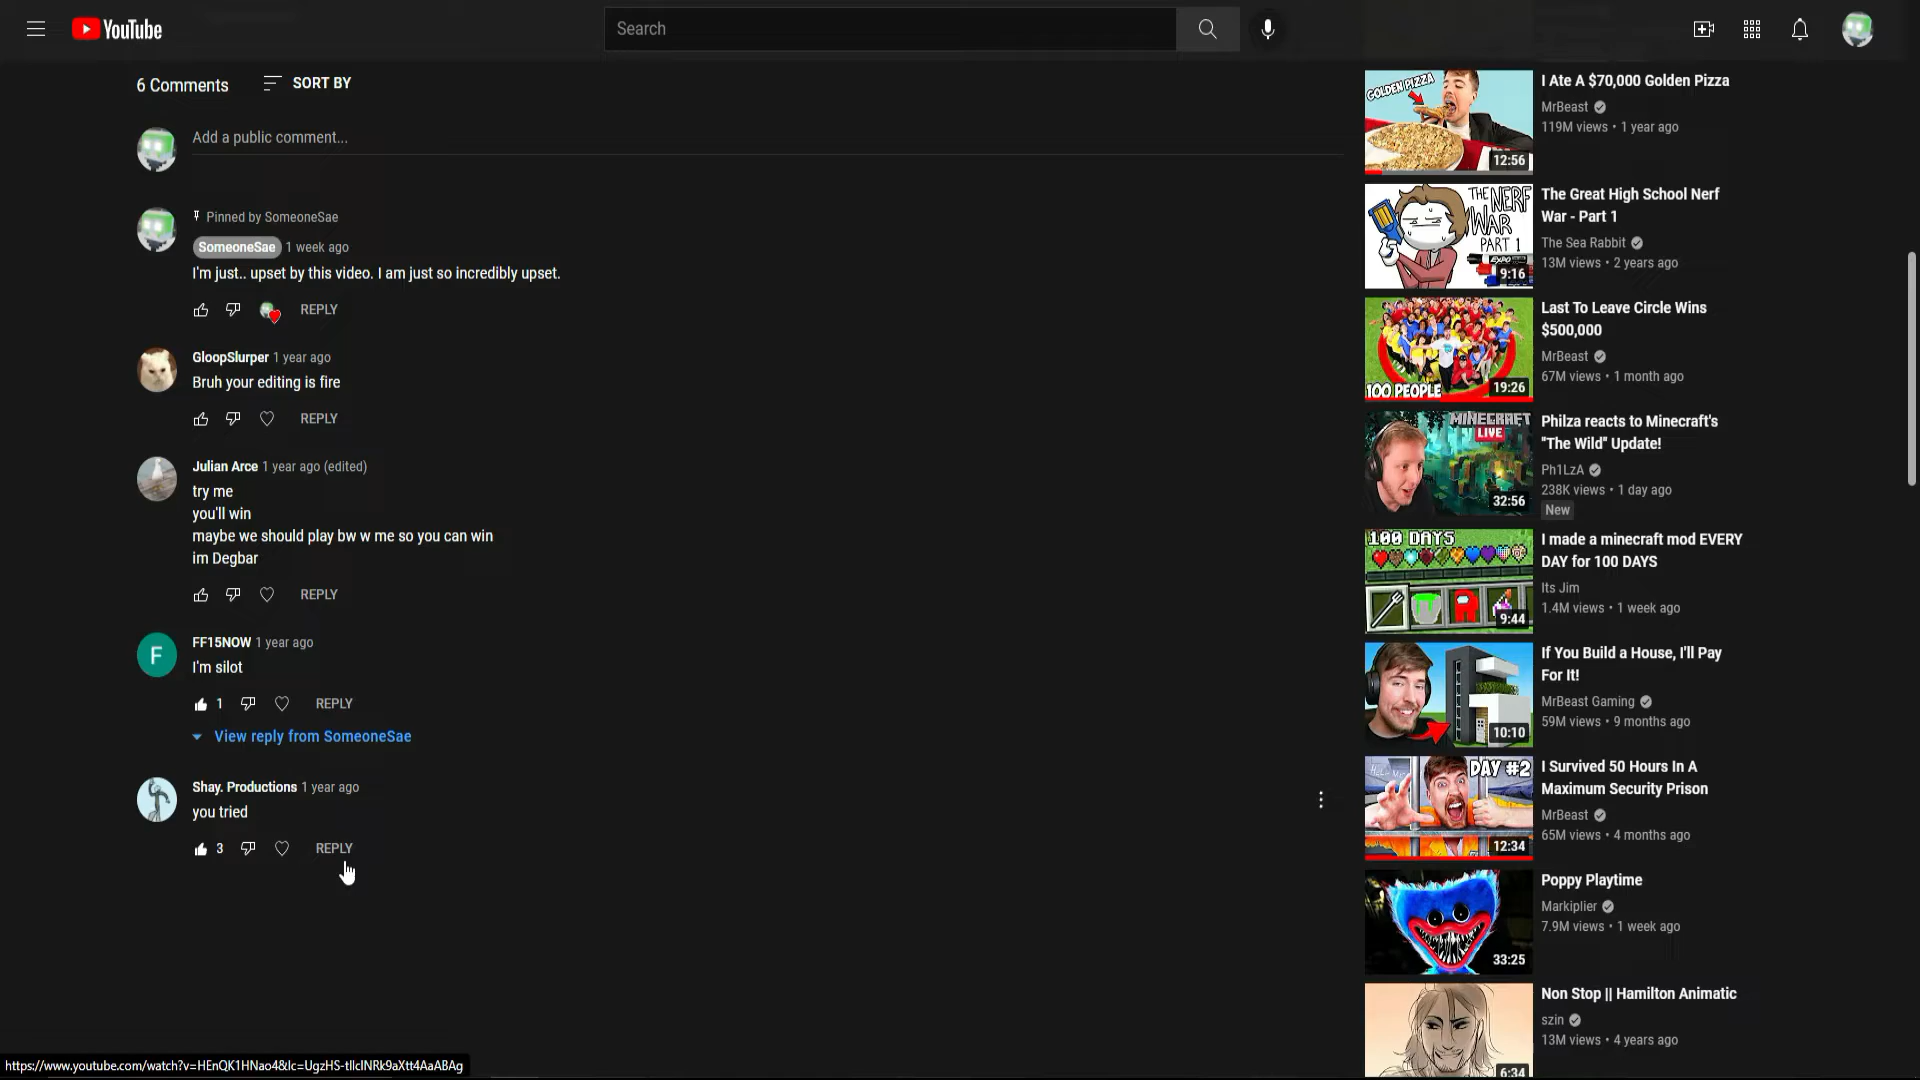 YouTube
Search
6 Comments
SORT BY
Add a public comment...
Pinned by SomeoneSae
SomeoneSae 1 week ago
I'm just.. upset by this video. I am just so incredibly upset.
REPLY
GloopSlurper 1 year ago
Bruh your editing is fire
REPLY
Julian Arce 1 year ago (edited)
try me
you'll win
maybe we should play bw w me so you can win
im Degbar
REPLY
FF15NOW 1 year ago
F
I'm silot
1 REPLY
View reply from SomeoneSae
Shay. Productions 1 year ago
you tried
3 REPLY
GOLDEN PIZZA
12:56
I Ate A $70,000 Golden Pizza
MrBeast
119M views • 1 year ago
THE NERF
WAR
PART 1
EXPO
9:16
The Great High School Nerf
War - Part 1
The Sea Rabbit
13M views • 2 years ago
100 PEOPLE
19:26
Last To Leave Circle Wins
$500,000
MrBeast
67M views • 1 month ago
MINECRAFT
LIVE
32:56
Philza reacts to Minecraft's
"The Wild" Update!
Ph1LzA
238K views • 1 day ago
New
100 DAYS
9:44
I made a minecraft mod EVERY
DAY for 100 DAYS
Its Jim
1.4M views • 1 week ago
10:10
If You Build a House, I'll Pay
For It!
MrBeast Gaming
59M views • 9 months ago
DAY #2
12:34
I Survived 50 Hours In A
Maximum Security Prison
MrBeast
65M views • 4 months ago
33:25
Poppy Playtime
Markiplier
7.9M views • 1 week ago
6:34
Non Stop || Hamilton Animatic
szin
13M views • 4 years ago